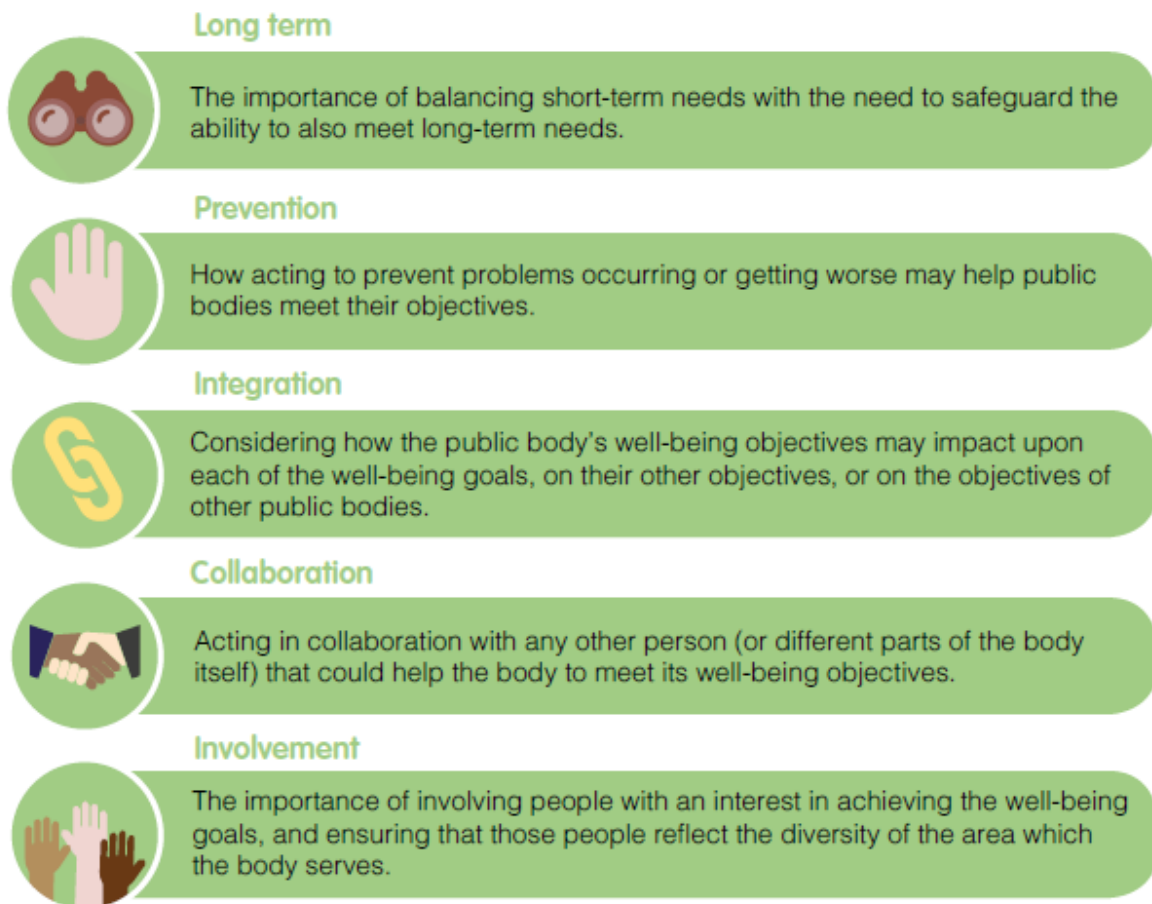 Long term
The importance of balancing short-term needs with the need to safeguard the
ability to also meet long-term needs.
Prevention
How acting to prevent problems occurring or getting worse may help public
bodies meet their objectives.
Integration
Considering how the public body's well-being objectives may impact upon
each of the well-being goals, on their other objectives, or on the objectives of
other public bodies.
Collaboration
Acting in collaboration with any other person (or different parts of the body
itself) that could help the body to meet its well-being objectives.
Involvement
The importance of involving people with an interest in achieving the well-being
goals, and ensuring that those people reflect the diversity of the area which
the body serves.